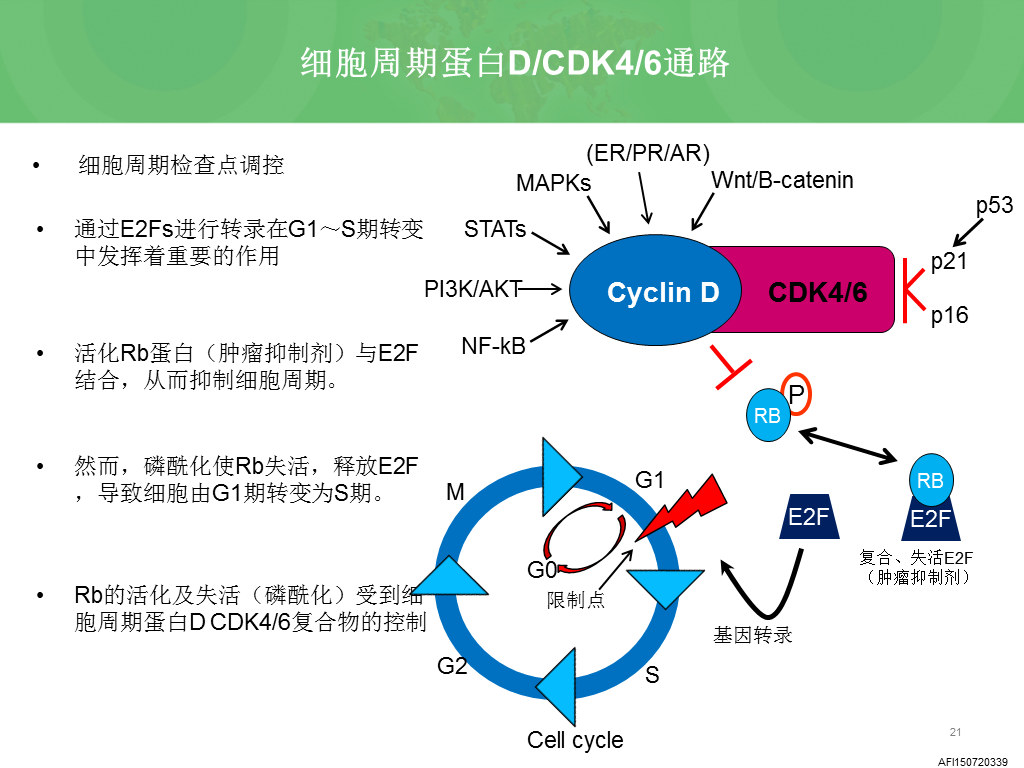 细胞周期蛋白D/CDK4/6通路
• 细胞周期检查点调控
• 通过E2Fs进行转录在G1～S期转变
中发挥着重要的作用
• 活化Rb蛋白（肿瘤抑制剂）与E2F
结合，从而抑制细胞周期。
• 然而，磷酰化使Rb失活，释放E2F
，导致细胞由G1期转变为S期。
• Rb的活化及失活（磷酰化）受到细
胞周期蛋白D CDK4/6复合物的控制
(ER/PR/AR)
MAPKs
Wnt/B-catenin
STATs
p53
PI3K/AKT
Cyclin D
CDK4/6
p21
p16
NF-kB
P
RB
RB
E2F
E2F
复合、失活E2F
（肿瘤抑制剂）
M
G1
G0
限制点
基因转录
G2
S
Cell cycle
21
AFI150720339